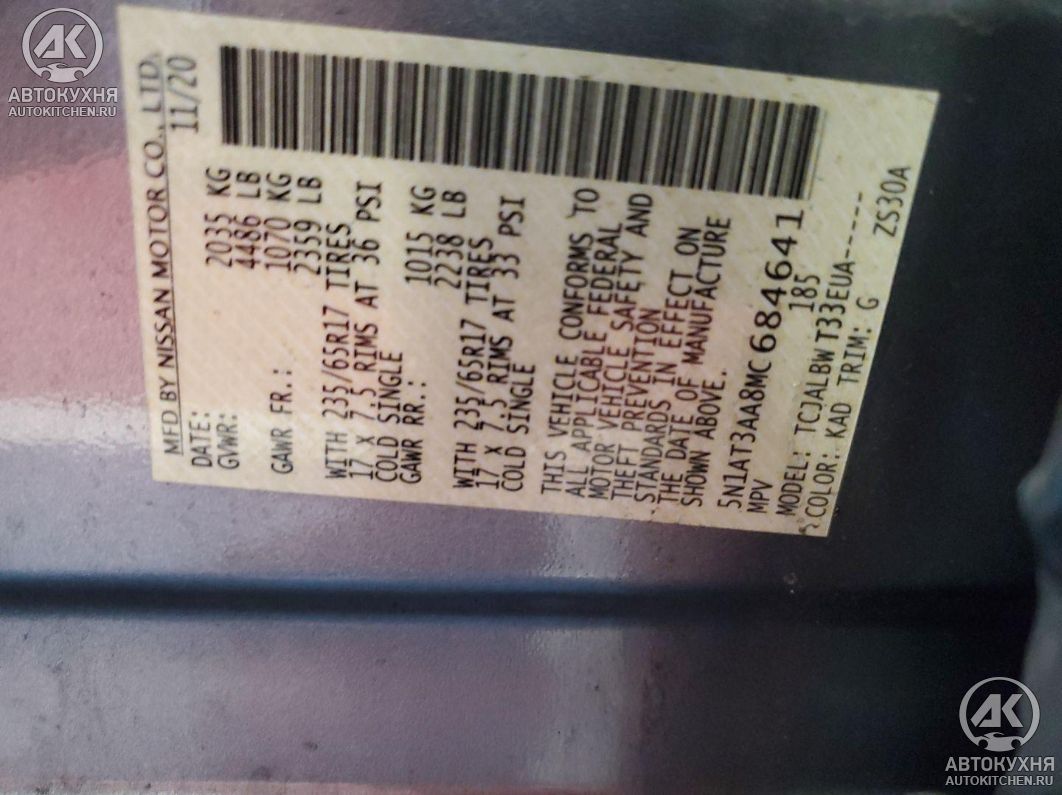 АК
АВТОКУХНЯ
AUTOKITCHEN.RU
MFD BY NISSAN MOTOR CO., LTD.
DATE: 11/20
GVWR: 2035 KG
4486 LB
GAWR FR.: 1070 KG
2359 LB
WITH 235/65R17 TIRES
17 X 7.5 RIMS AT 36 PSI
COLD SINGLE
GAWR RR.: 1015 KG
2238 LB
WITH 235/65R17 TIRES
17 X 7.5 RIMS AT 33 PSI
COLD SINGLE
THIS VEHICLE CONFORMS TO
ALL APPLICABLE FEDERAL
MOTOR VEHICLE SAFETY AND
THEFT PREVENTION
STANDARDS IN EFFECT ON
THE DATE OF MANUFACTURE
SHOWN ABOVE.
5N1AT3AA8MC684641
MPV 185
MODEL: TCJALBWT33EUA-----
COLOR: KAD TRIM: G ZS30A
АК
АВТОКУХНЯ
AUTOKITCHEN.RU